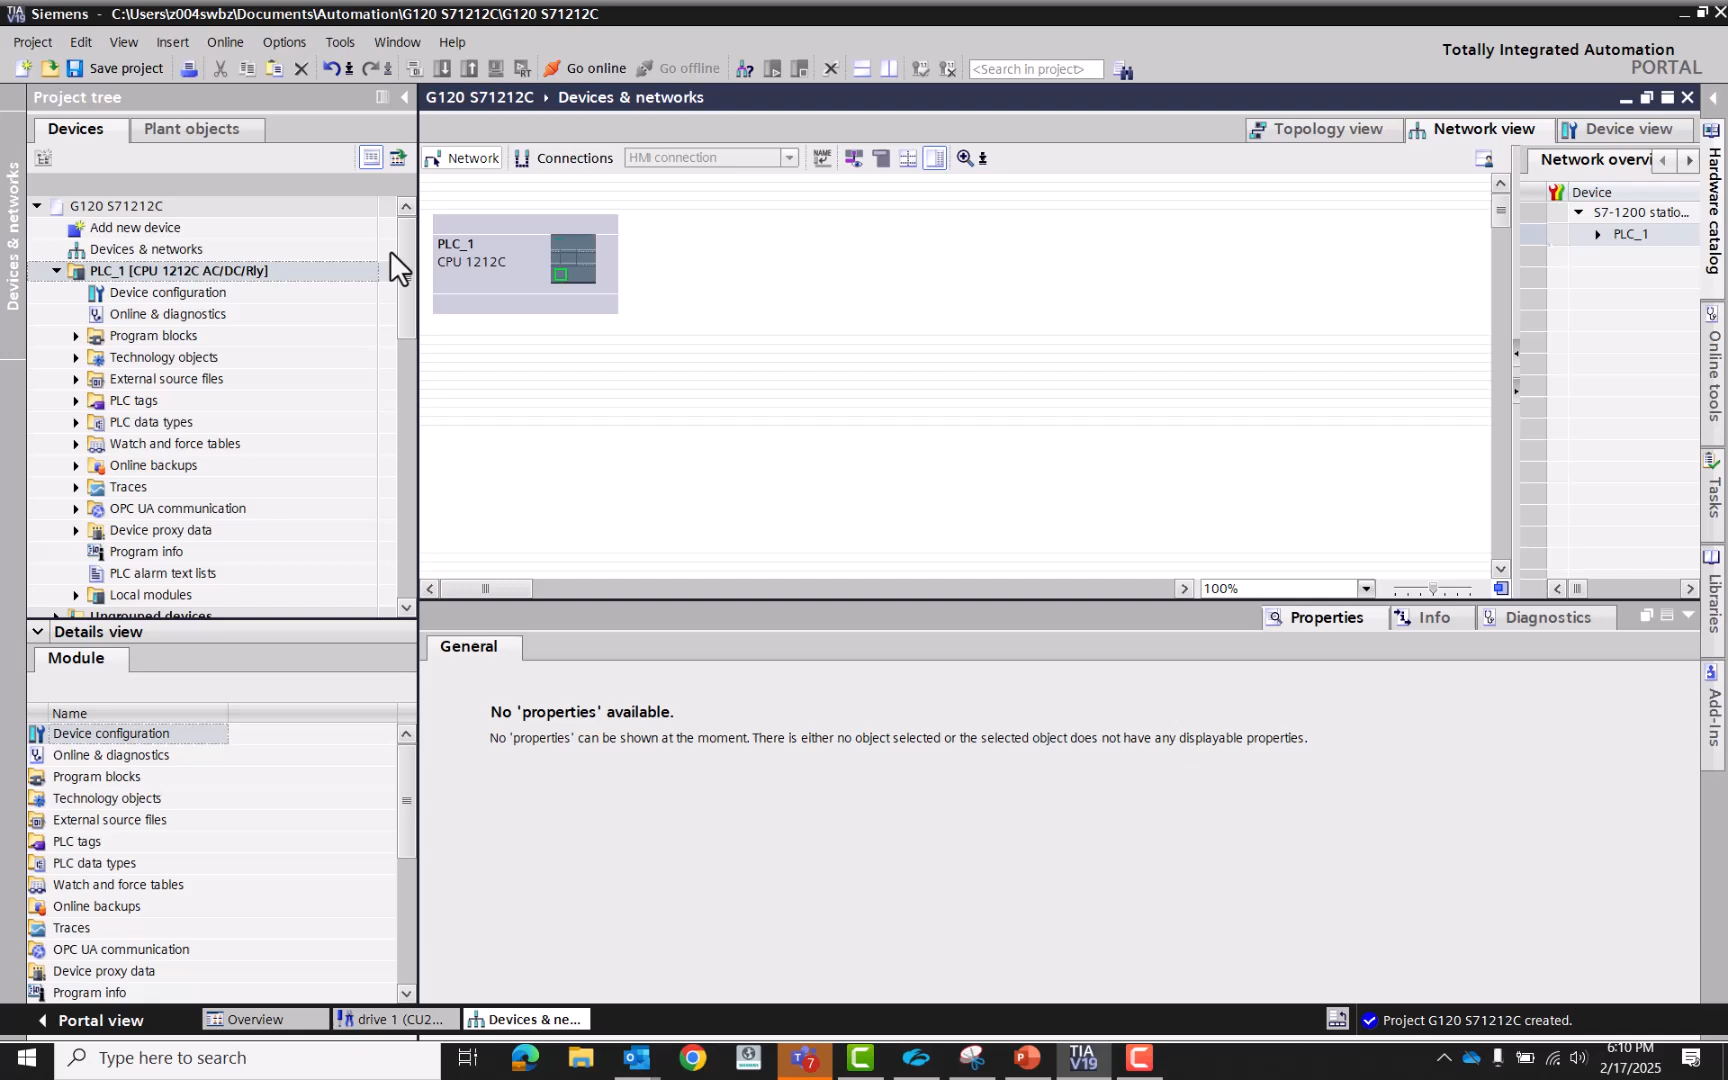 Siemens - C:\Users\z004swbz\Documents\Automation\G120 S71212C\G120 S71212C
Project Edit View Insert Online Options Tools Window Help
Totally Integrated Automation
PORTAL
Save project
Go online
Go offline
<Search in project>
Project tree
G120 S71212C
Devices & networks
Devices
Plant objects
Topology view
Network view
Device view
Network
Connections
HMI connection
Network overvi
Device
S7-1200 statio...
PLC_1
G120 S71212C
Add new device
Devices & networks
PLC_1 [CPU 1212C AC/DC/Rly]
Device configuration
Online & diagnostics
Program blocks
Technology objects
External source files
PLC tags
PLC data types
Watch and force tables
Online backups
Traces
OPC UA communication
Device proxy data
Program info
PLC alarm text lists
Local modules
Ungrouped devices
PLC_1
CPU 1212C
100%
Properties
Info
Diagnostics
General
No 'properties' available.
No 'properties' can be shown at the moment. There is either no object selected or the selected object does not have any displayable properties.
Details view
Module
Name
Device configuration
Online & diagnostics
Program blocks
Technology objects
External source files
PLC tags
PLC data types
Watch and force tables
Online backups
Traces
OPC UA communication
Device proxy data
Program info
Devices & networks
Hardware catalog
Online tools
Tasks
Libraries
Add-Ins
Portal view
Overview
drive 1 (CU2...
Devices & ne...
Project G120 S71212C created.
Type here to search
7
TIA
V19
6:10 PM
2/17/2025